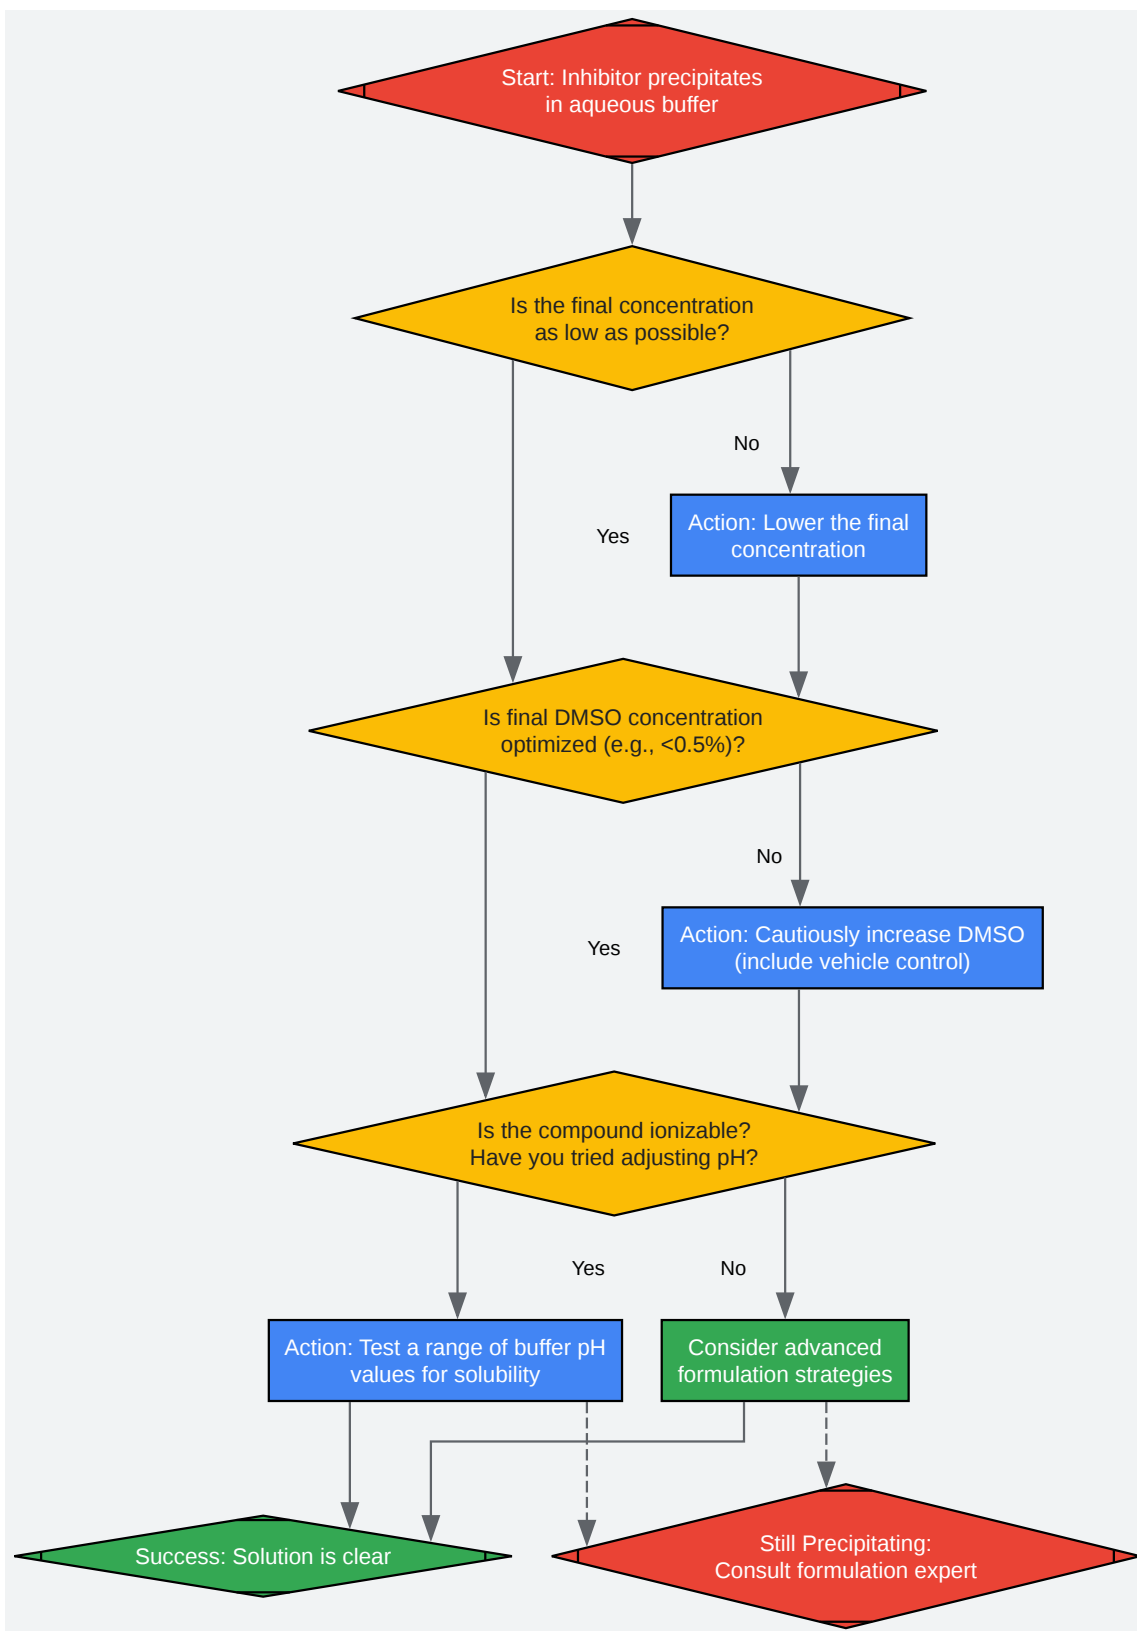 Start: Inhibitor precipitates
in aqueous buffer
Is the final concentration
as low as possible?
No
Yes
Action: Lower the final
concentration
Is final DMSO concentration
optimized (e.g., <0.5%)?
No
Yes
Action: Cautiously increase DMSO
(include vehicle control)
Is the compound ionizable?
Have you tried adjusting pH?
Yes
No
Action: Test a range of buffer pH
values for solubility
Consider advanced
formulation strategies
Success: Solution is clear
Still Precipitating:
Consult formulation expert